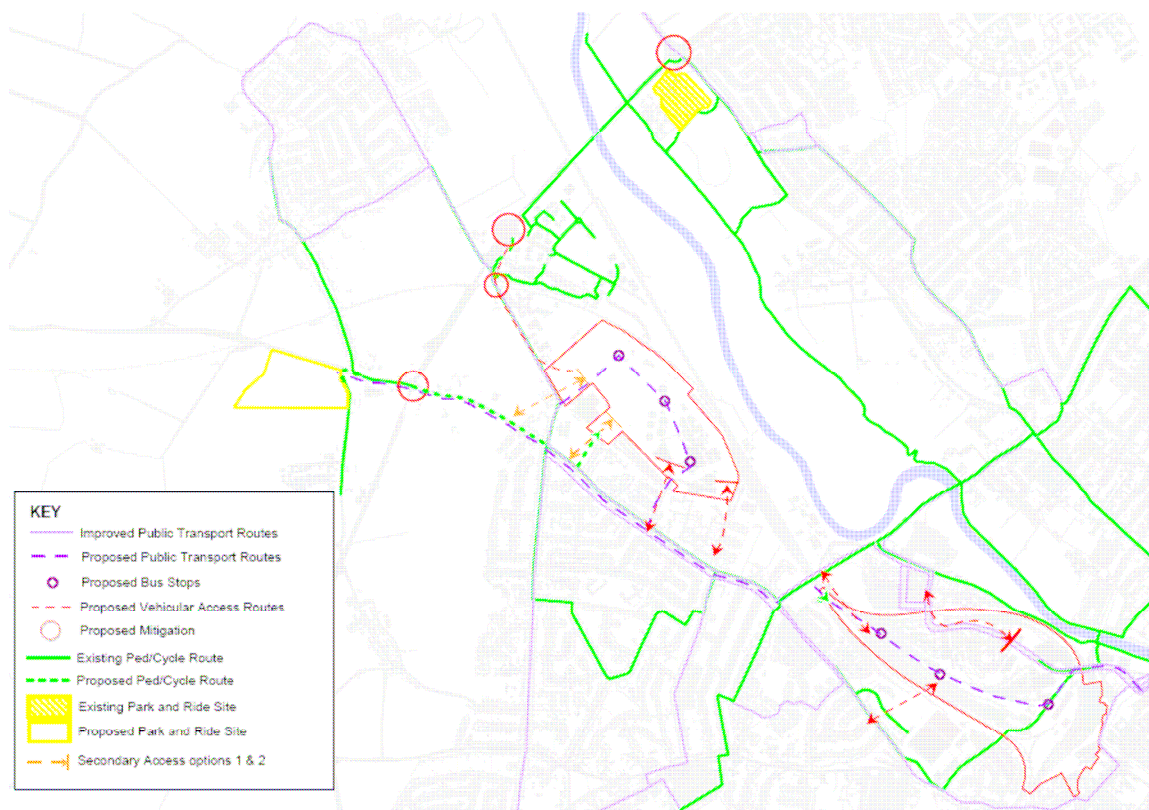 KEY
Improved Public Transport Routes
Proposed Public Transport Routes
Proposed Bus Stops
Proposed Vehicular Access Routes
Proposed Mitigation
Existing Ped/Cycle Route
Proposed Ped/Cycle Route
Existing Park and Ride Site
Proposed Park and Ride Site
Secondary Access options 1 & 2